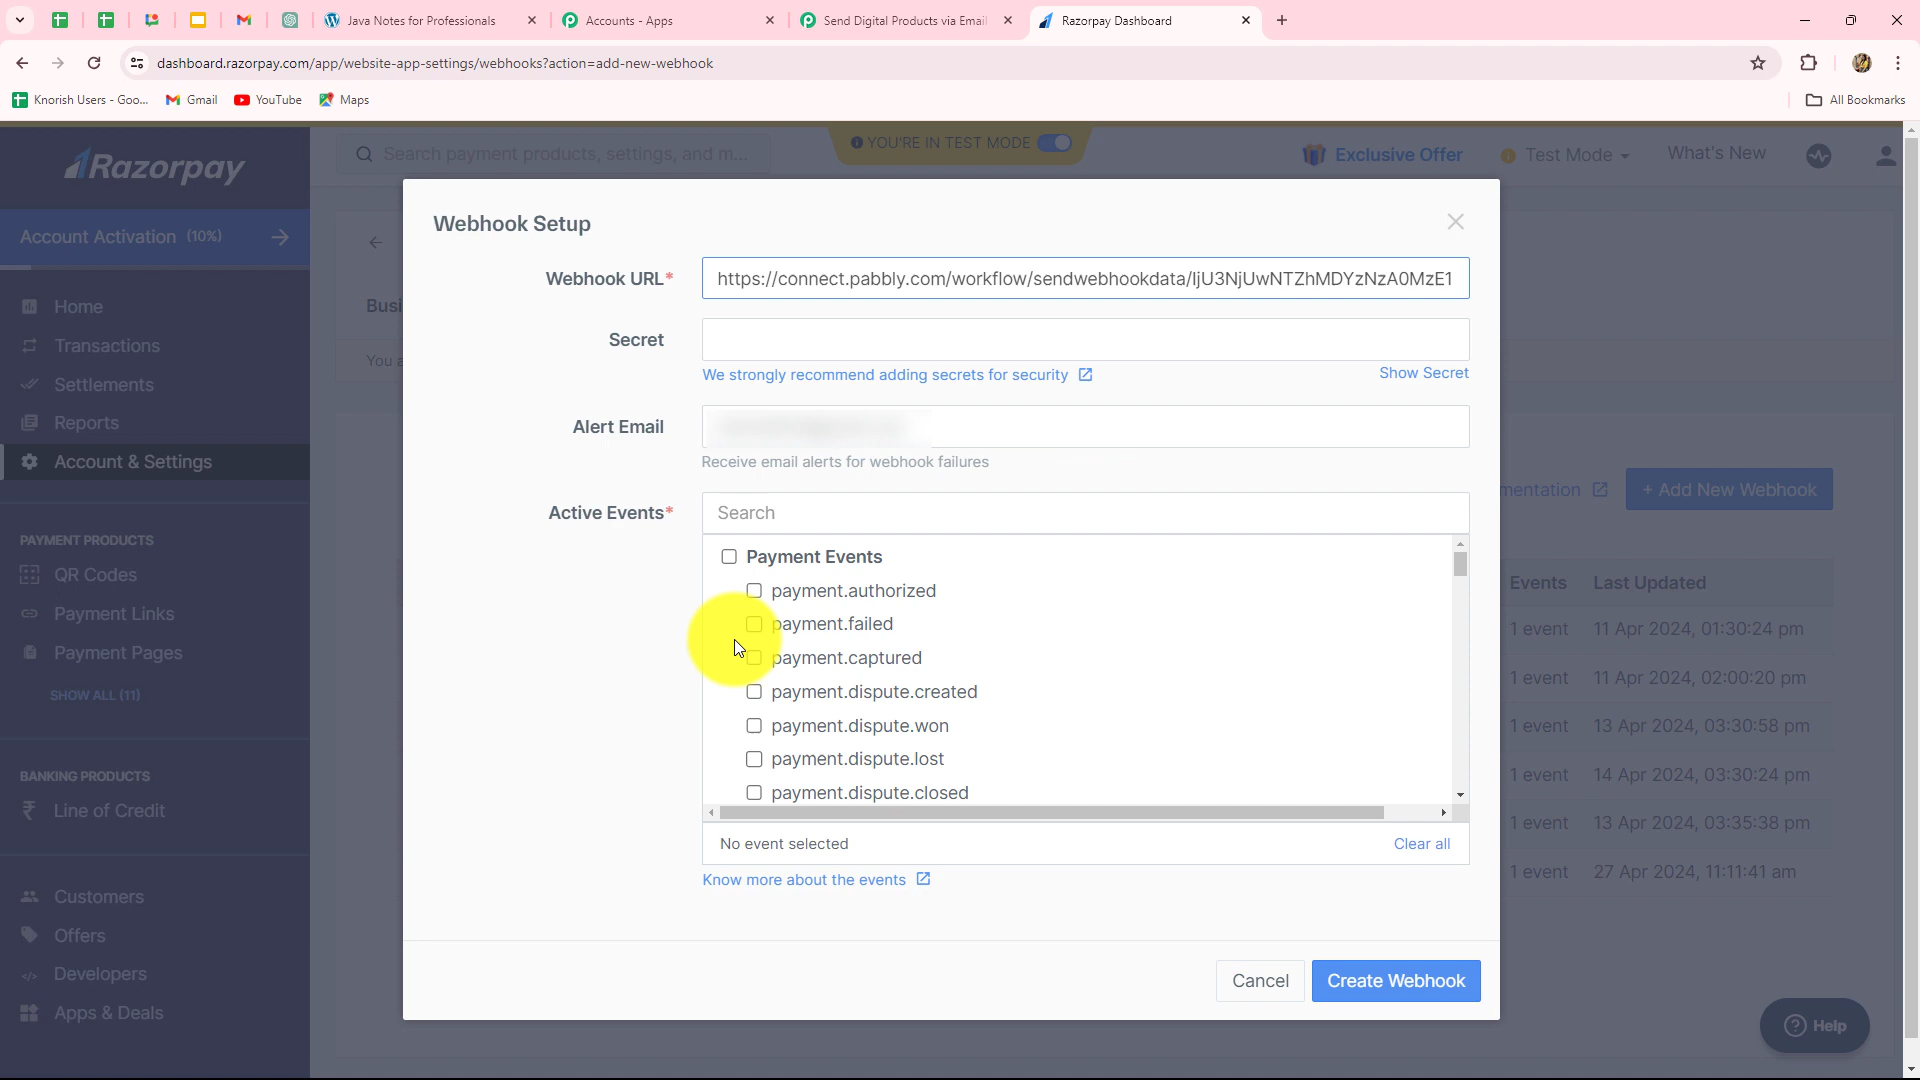 Java Notes for Professionals
Accounts - Apps
Send Digital Products via Email
Razorpay Dashboard
dashboard.razorpay.com/app/website-app-settings/webhooks?action=add-new-webhook
Knorish Users - Goo...
Gmail
YouTube
Maps
All Bookmarks
Razorpay
Search payment products, settings, and m...
YOU'RE IN TEST MODE
Exclusive Offer
Test Mode
What's New
Account Activation (10%)
Home
Transactions
Settlements
Reports
Account & Settings
PAYMENT PRODUCTS
QR Codes
Payment Links
Payment Pages
SHOW ALL (11)
BANKING PRODUCTS
Line of Credit
Customers
Offers
Developers
Apps & Deals
Busi
You a
Webhook Setup
Webhook URL*
https://connect.pabbly.com/workflow/sendwebhookdata/IjU3NjUwNTZhMDYzNzA0MzE1
Secret
We strongly recommend adding secrets for security
Show Secret
Alert Email
Receive email alerts for webhook failures
Active Events*
Search
Payment Events
payment.authorized
payment.failed
payment.captured
payment.dispute.created
payment.dispute.won
payment.dispute.lost
payment.dispute.closed
No event selected
Clear all
Know more about the events
Cancel
Create Webhook
mentation
+ Add New Webhook
Events
Last Updated
1 event
11 Apr 2024, 01:30:24 pm
1 event
11 Apr 2024, 02:00:20 pm
1 event
13 Apr 2024, 03:30:58 pm
1 event
14 Apr 2024, 03:30:24 pm
1 event
13 Apr 2024, 03:35:38 pm
1 event
27 Apr 2024, 11:11:41 am
Help